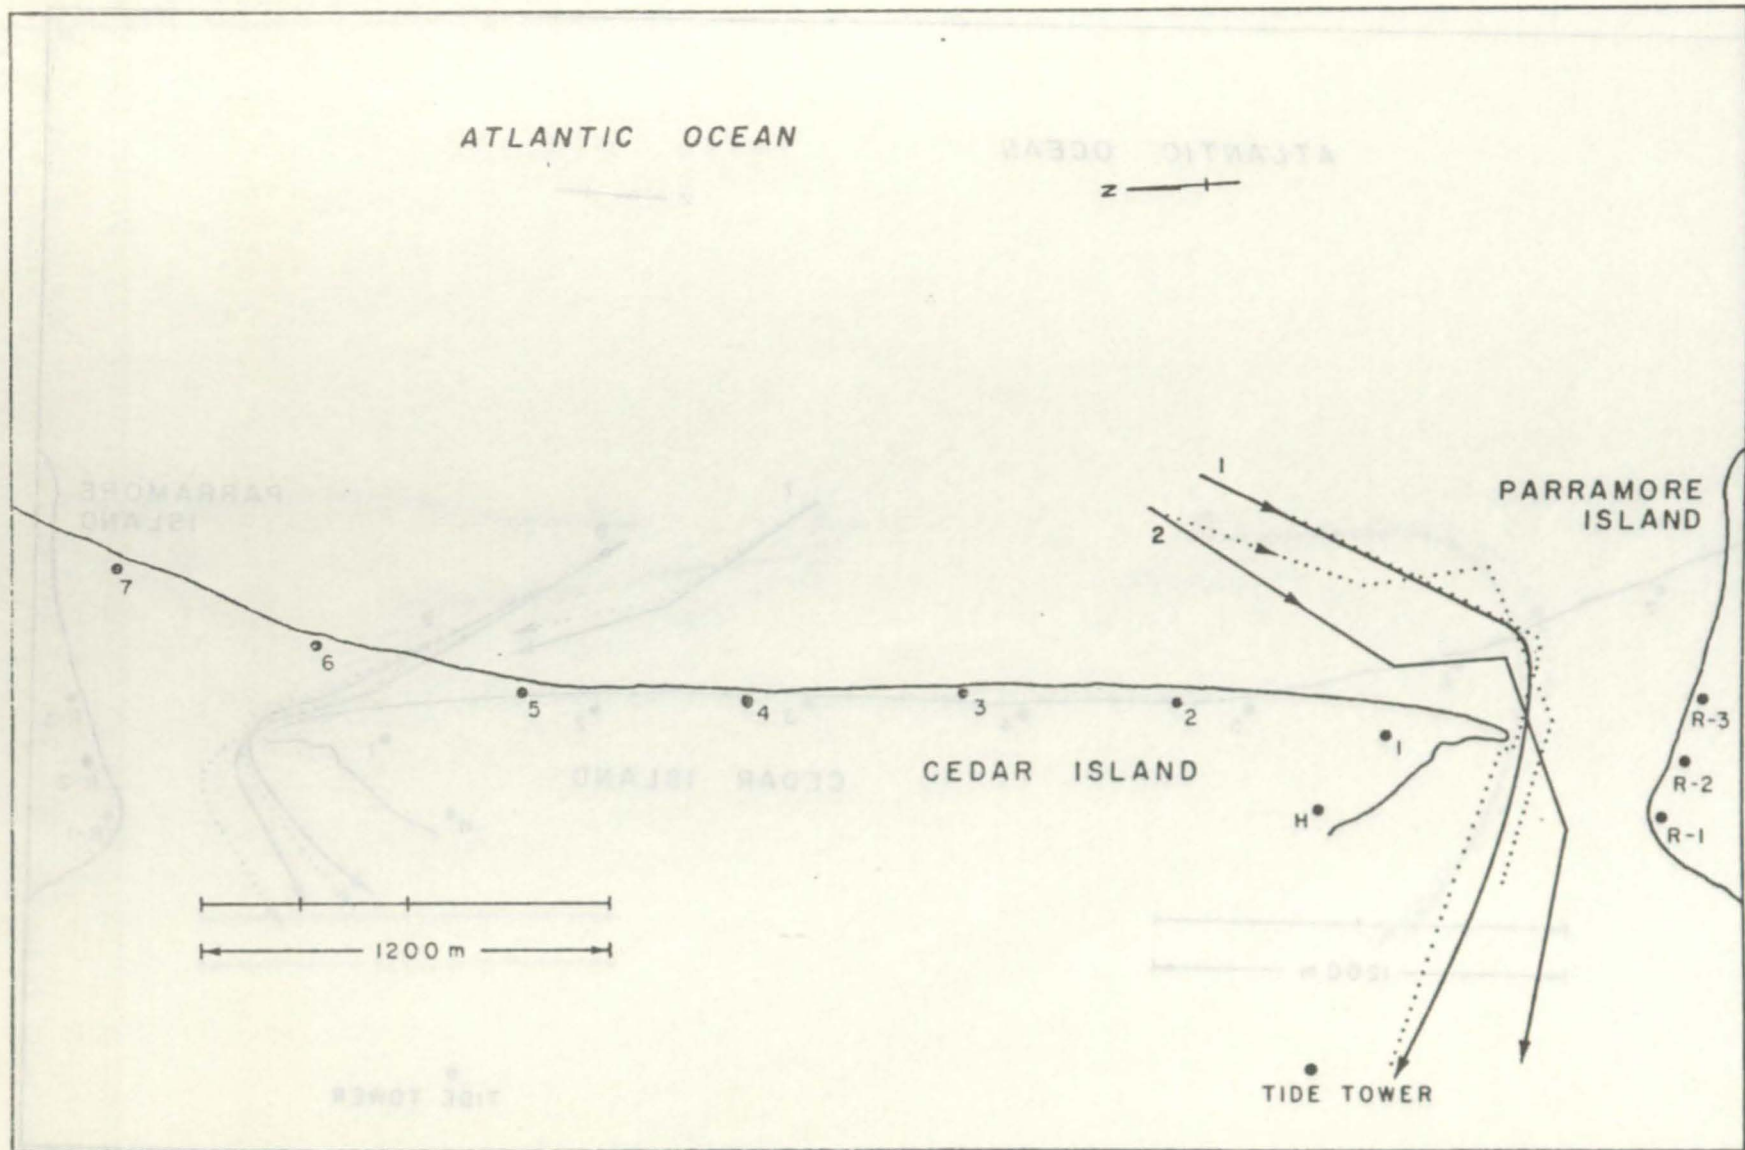 ATLANTIC OCEAN
N
1
2
PARRAMORE
ISLAND
7
6
5
4
3
2
1
R-3
R-2
R-1
CEDAR ISLAND
H
1200 m
TIDE TOWER